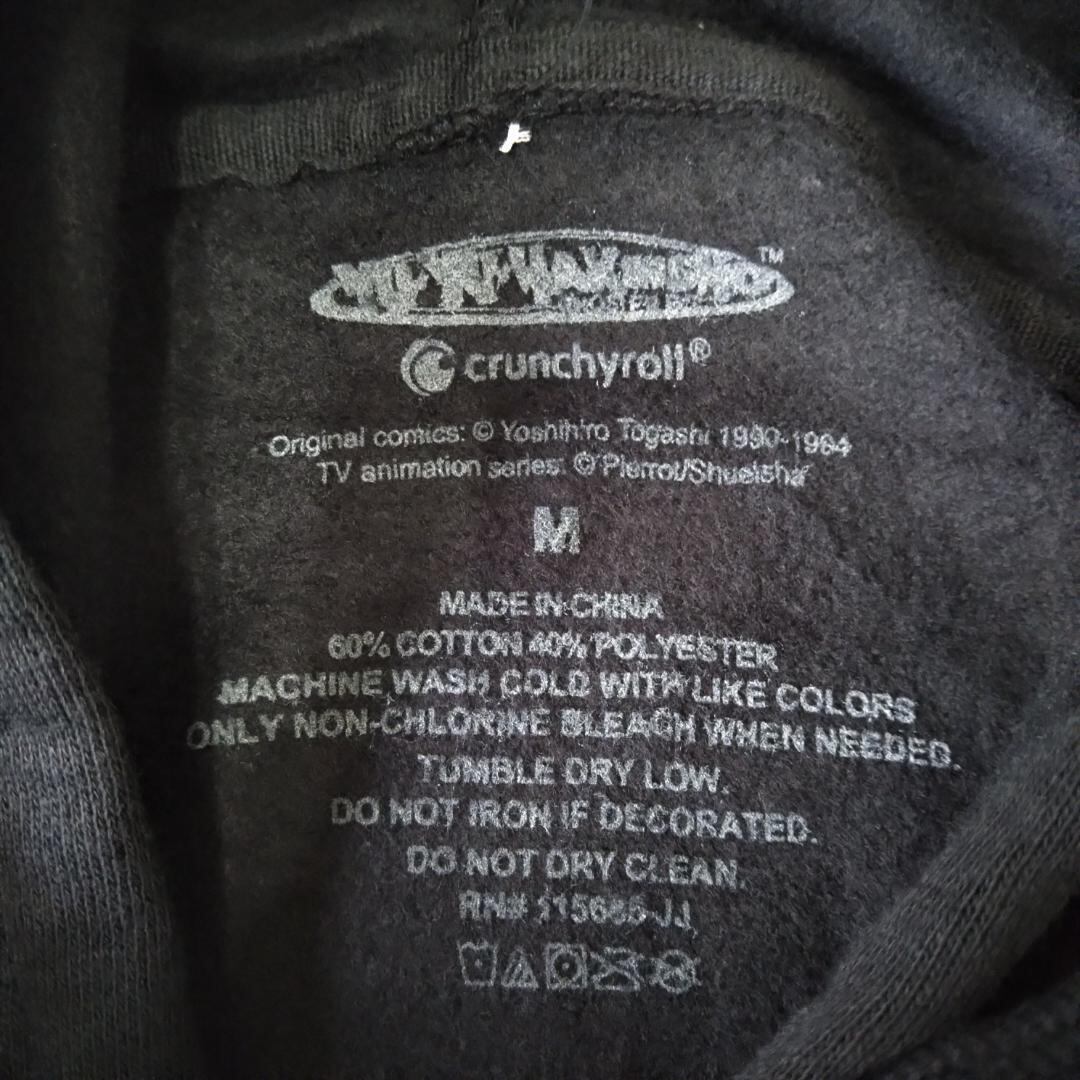 ™
crunchyroll®
Original comics: © Yoshihiro Togashi 1990-1994
TV animation series: © Pierrot/Shueisha
M
MADE IN CHINA
60% COTTON 40% POLYESTER
MACHINE WASH COLD WITH LIKE COLORS
ONLY NON-CHLORINE BLEACH WHEN NEEDED.
TUMBLE DRY LOW.
DO NOT IRON IF DECORATED.
DO NOT DRY CLEAN.
RN#